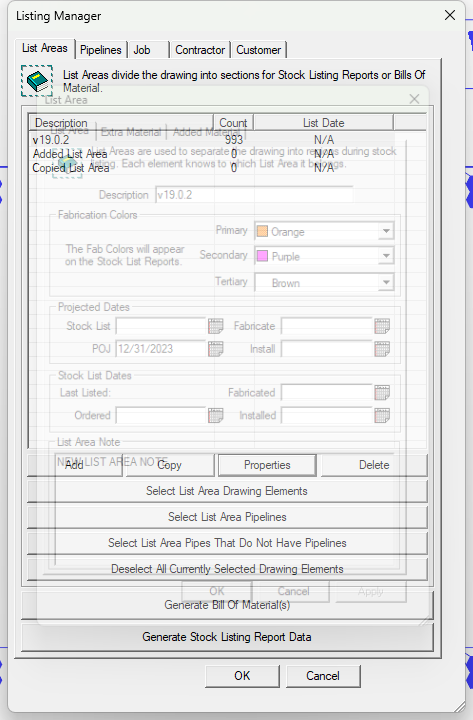 Listing Manager
List Areas
Pipelines
Job
Contractor
Customer
List Areas divide the drawing into sections for Stock Listing Reports or Bills Of
Material.
List Area
Description Count List Date
List Area
Extra Material
Added Material
v19.0.2 993 N/A
List Areas are used to separate the drawing into regions during stock
Added List Area 0 N/A
listing. Each element knows to which List Area it belongs.
Copied List Area 0 N/A
Description v19.0.2
Fabrication Colors
Primary Orange
The Fab Colors will appear
on the Stock List Reports.
Secondary Purple
Tertiary Brown
Projected Dates
Stock List Fabricate
POJ 12/31/2023 Install
Stock List Dates
Last Listed: Fabricated
Ordered Installed
List Area Note
NEW LIST AREA NOTE
Add Copy Properties Delete
Select List Area Drawing Elements
Select List Area Pipelines
Select List Area Pipes That Do Not Have Pipelines
Deselect All Currently Selected Drawing Elements
OK Cancel Apply
Generate Bill Of Material(s)
Generate Stock Listing Report Data
OK Cancel